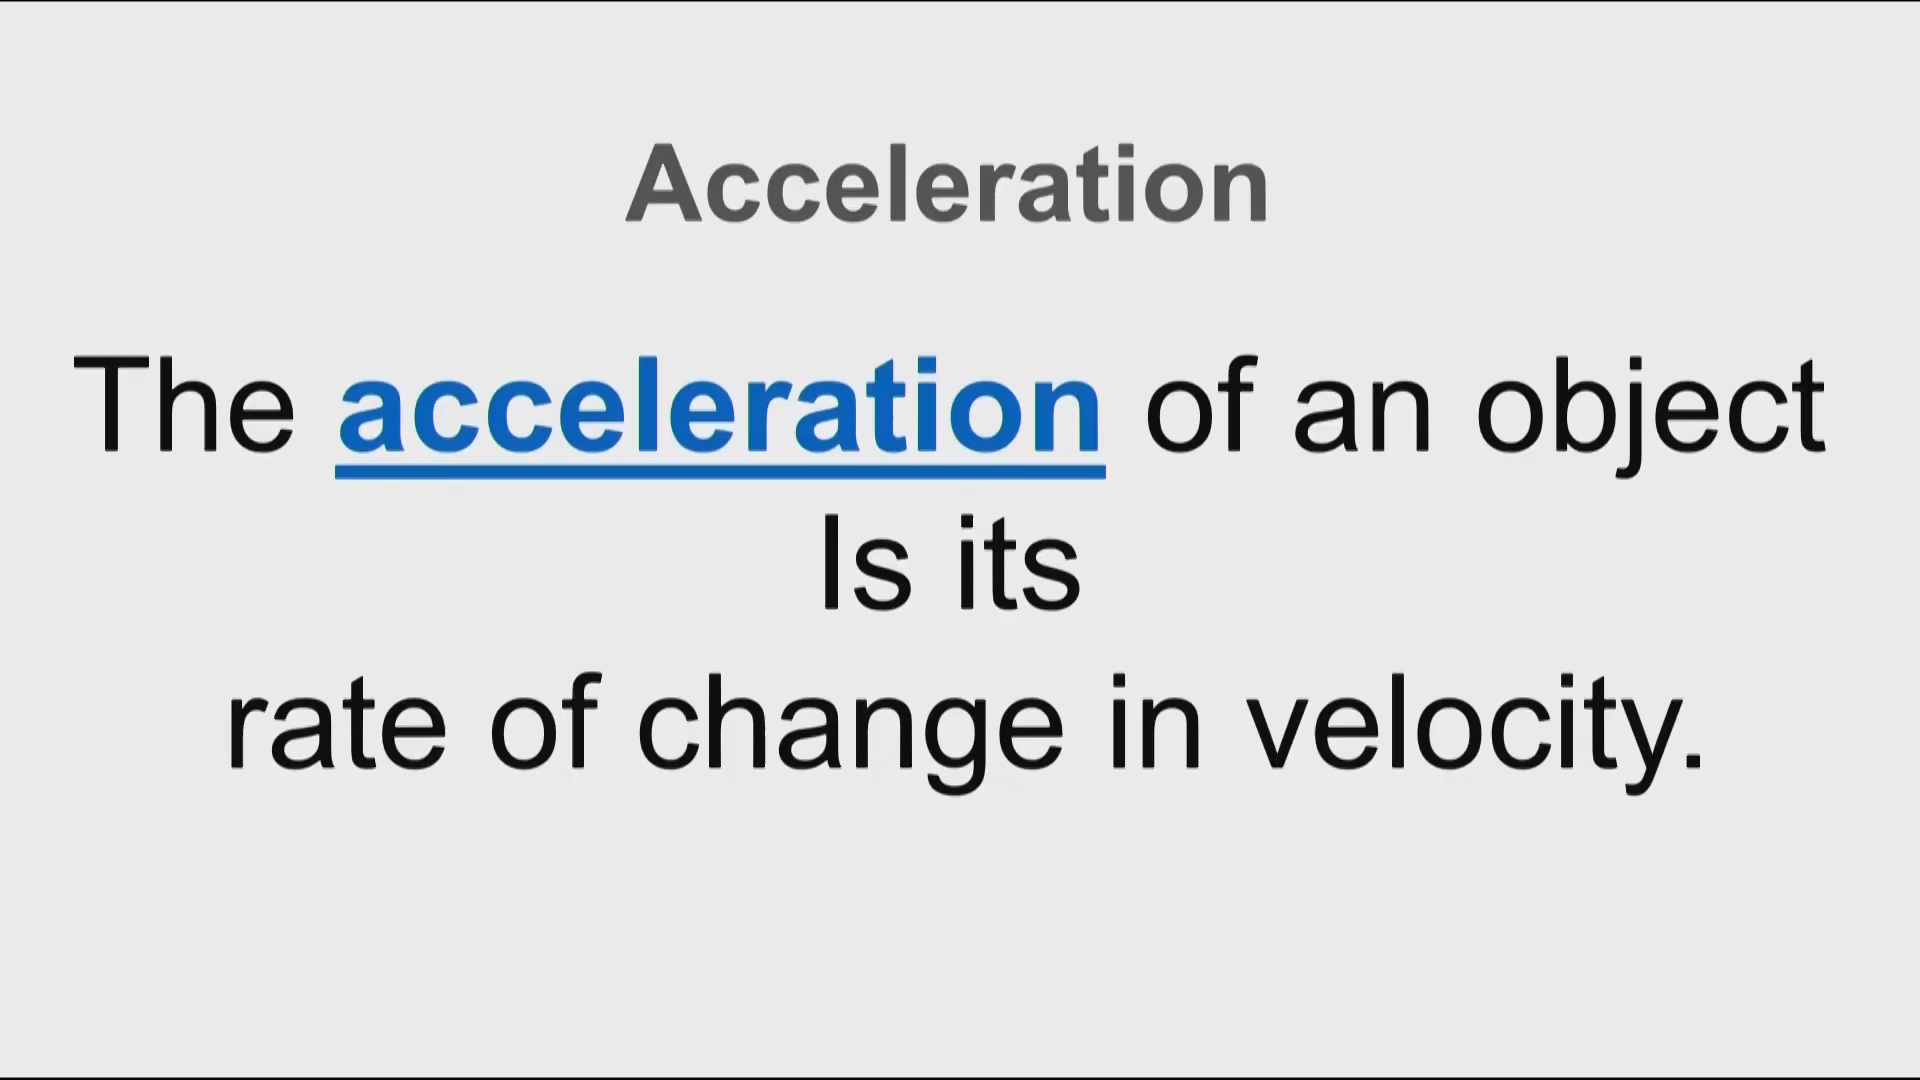 Acceleration
The acceleration of an object
Is its
rate of change in velocity.